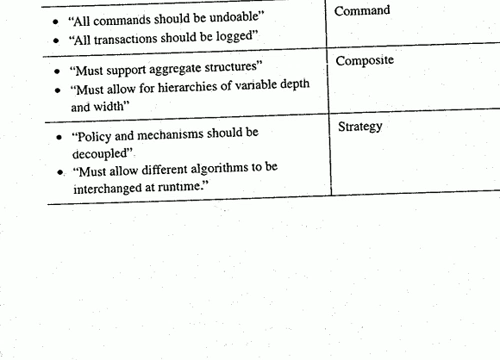 • “All commands should be undoable”
• “All transactions should be logged”
Command
• “Must support aggregate structures”
• “Must allow for hierarchies of variable depth
and width”
Composite
• “Policy and mechanisms should be
decoupled”
• “Must allow different algorithms to be
interchanged at runtime.”
Strategy